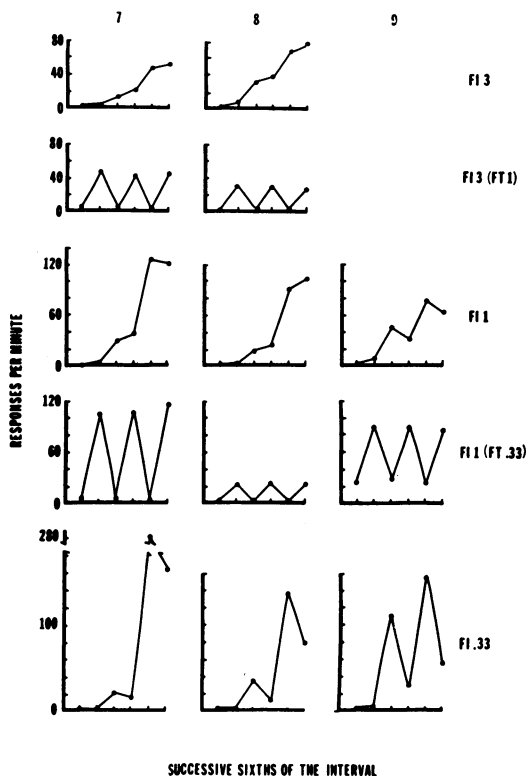 7 8 9
80
40
0
FI 3
80
40
0
FI 3 (FT 1)
120
60
0
FI 1
RESPONSES PER MINUTE
120
60
0
FI 1 (FT .33)
280
100
0
FI .33
SUCCESSIVE SIXTHS OF THE INTERVAL